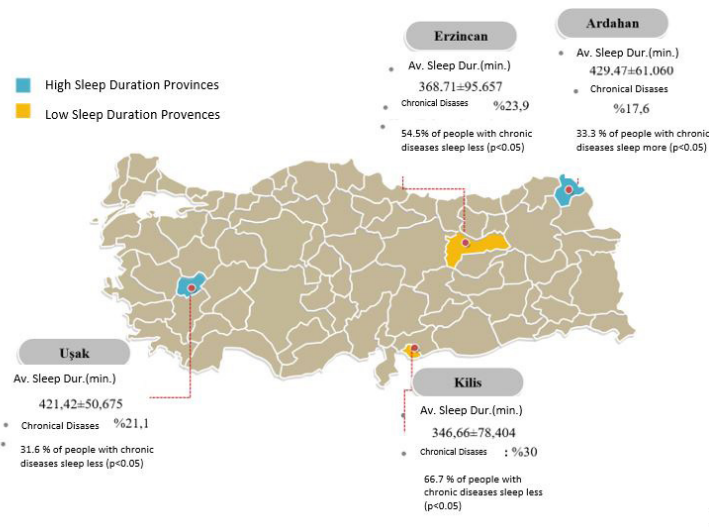 High Sleep Duration Provinces
Low Sleep Duration Provences
Erzincan
Av. Sleep Dur.(min.)
368.71±95.657
Chronical Disases %23,9
54.5% of people with chronic
diseases sleep less (p<0.05)
Ardahan
Av. Sleep Dur.(min.)
429.47±61.060
Chronical Disases
%17,6
33.3 % of people with chronic
diseases sleep more (p<0.05)
Uşak
Av. Sleep Dur.(min.)
421,42±50,675
Chronical Disases %21,1
31.6 % of people with chronic
diseases sleep less (p<0.05)
Kilis
Av. Sleep Dur.(min.)
346,66±78,404
Chronical Disases : %30
66.7 % of people with
chronic diseases sleep less
(p<0.05)